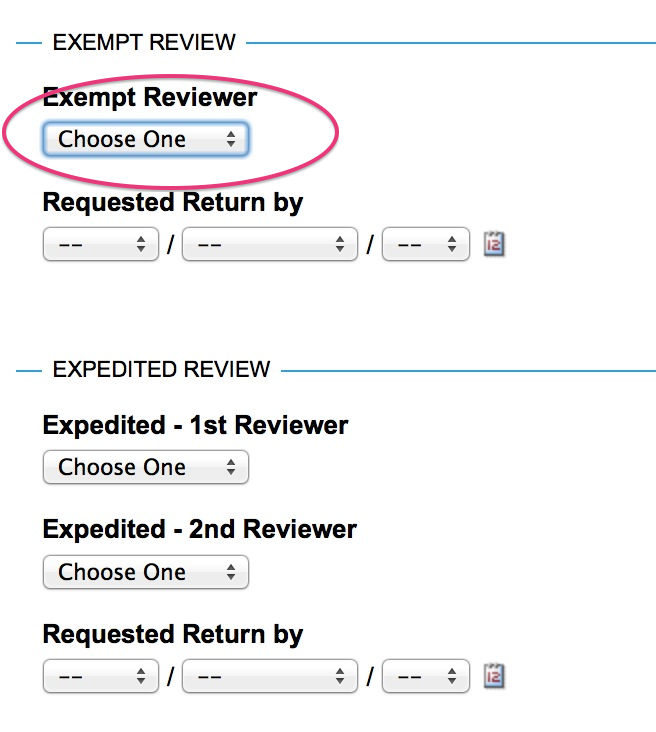 EXEMPT REVIEW
Exempt Reviewer
Choose One
Requested Return by
-- / -- / -- 12
EXPEDITED REVIEW
Expedited - 1st Reviewer
Choose One
Expedited - 2nd Reviewer
Choose One
Requested Return by
-- / -- / -- 12